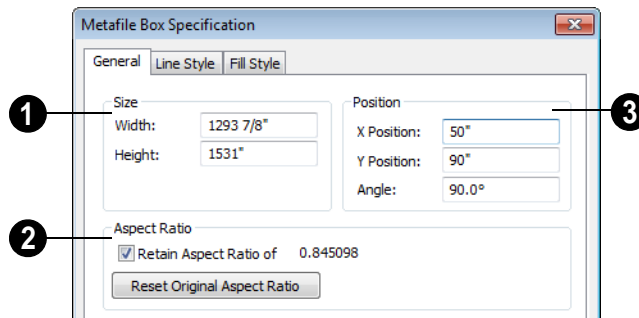 Metafile Box Specification
General Line Style Fill Style
1
Size
Width: 1293 7/8"
Height: 1531"
Position
3
X Position: 50"
Y Position: 90"
Angle: 90.0°
2
Aspect Ratio
Retain Aspect Ratio of 0.845098
Reset Original Aspect Ratio